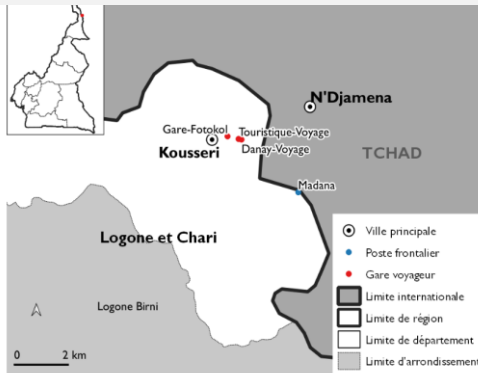 N'Djamena
Gare-Fotokol
Touristique-Voyage
Kousseri
Danay-Voyage
TCHAD
Madana
Logone et Chari
Logone Birni
0 2 km
Ville principale
Poste frontalier
Gare voyageur
Limite internationale
Limite de région
Limite de département
Limite d'arrondissement